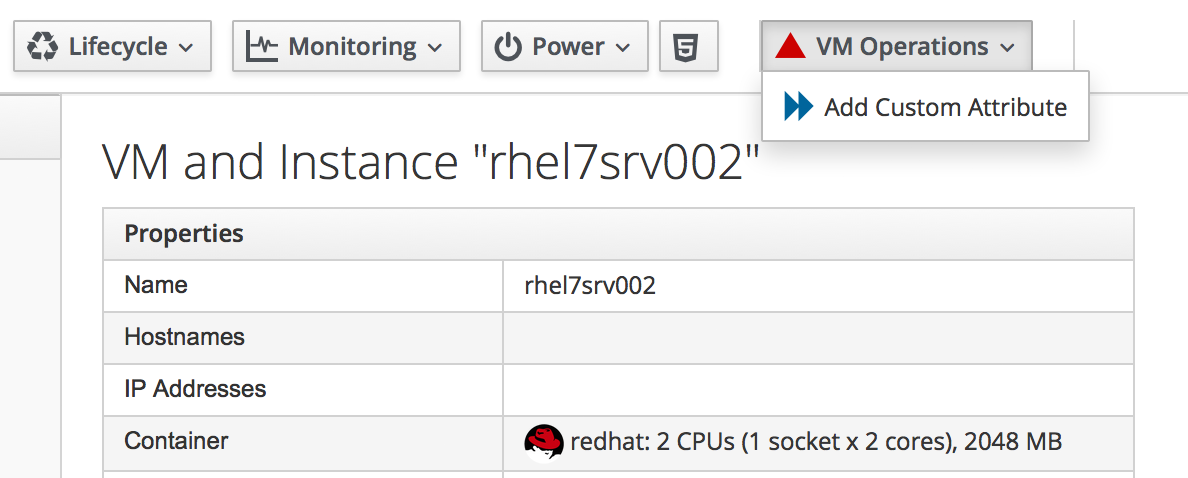 Lifecycle Monitoring Power VM Operations
Add Custom Attribute
VM and Instance "rhel7srv002"
Properties
Name rhel7srv002
Hostnames
IP Addresses
Container redhat: 2 CPUs (1 socket x 2 cores), 2048 MB